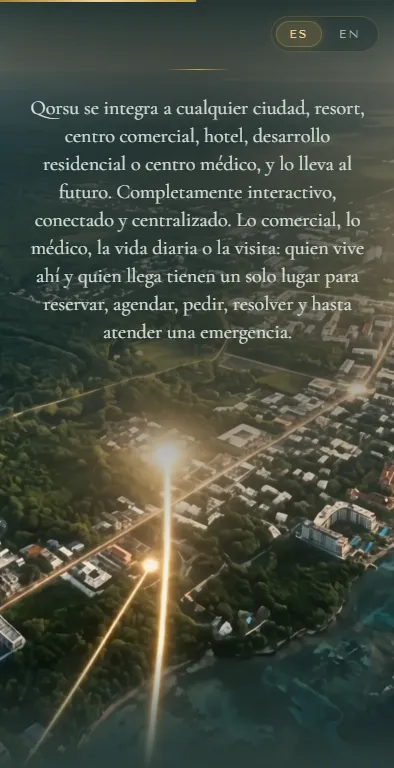 ES EN
Qorsu se integra a cualquier ciudad, resort,
centro comercial, hotel, desarrollo
residencial o centro médico, y lo lleva al
futuro. Completamente interactivo,
conectado y centralizado. Lo comercial, lo
médico, la vida diaria o la visita: quien vive
ahí y quien llega tienen un solo lugar para
reservar, agendar, pedir, resolver y hasta
atender una emergencia.